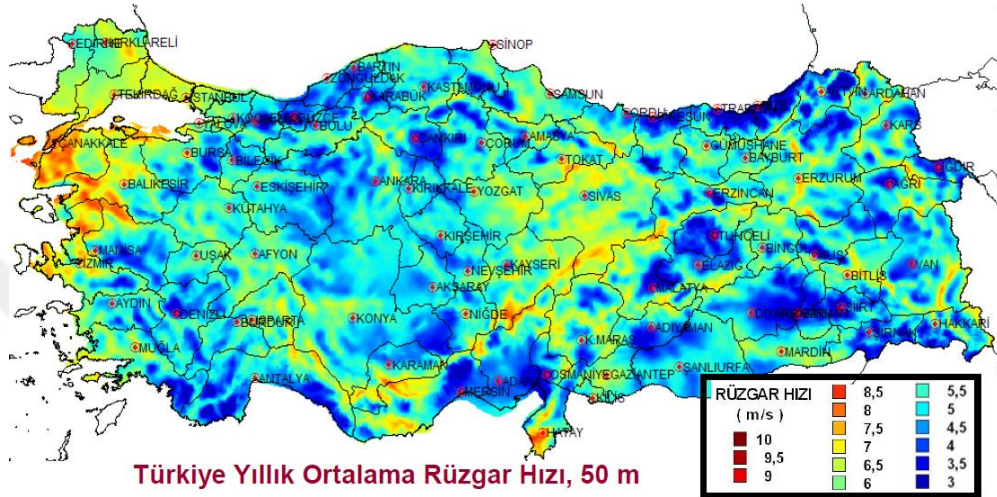 SİNOP
EDİRNE KIRKLARELİ
BARTIN
ZONGULDAK
KASTAMONU
TEKİRDAĞ İSTANBUL KARABÜK SAMSUN ARTVİN ARDAHAN
ORDU TRABZON
YALOVA BOLU KARS
ÇANAKKALE ÇANKIRI ÇORUM AMASYA GÜMÜŞHANE
BURSA BİLECİK TOKAT BAYBURT
IĞDIR
BALIKESİR ESKİŞEHİR ANKARA KIRIKKALE YOZGAT SİVAS ERZİNCAN ERZURUM AĞRI
KÜTAHYA
KIRŞEHİR TUNCELİ
MANİSA UŞAK AFYON BİNGÖL MUŞ
İZMİR NEVŞEHİR KAYSERİ ELAZIĞ BİTLİS VAN
AKSARAY MALATYA
AYDIN DENİZLİ BURDUR ISPARTA KONYA NİĞDE SİİRT
ADIYAMAN HAKKARİ
MUĞLA K.MARAŞ MARDİN ŞIRNAK
KARAMAN
ANTALYA MERSİN ADANA OSMANİYE GAZİANTEP ŞANLIURFA
KİLİS
HATAY
RÜZGAR HIZI
( m/s )
10
9,5
9
8,5
8
7,5
7
6,5
6
5,5
5
4,5
4
3,5
3
Türkiye Yıllık Ortalama Rüzgar Hızı, 50 m